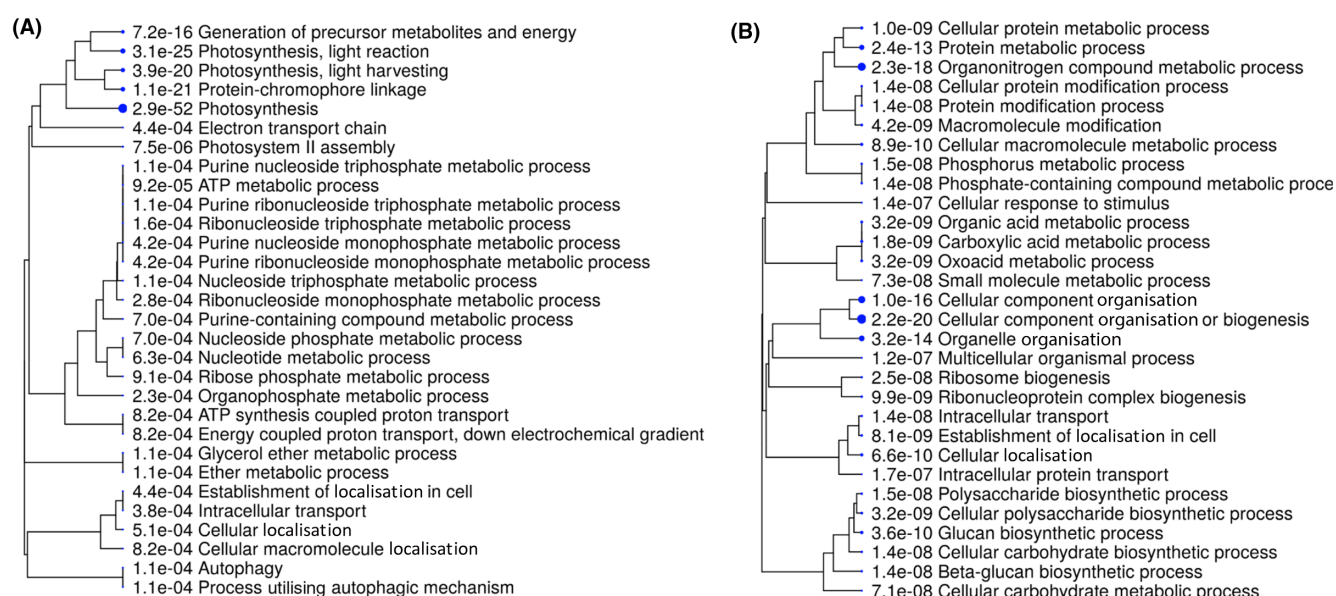 (A)
7.2e-16 Generation of precursor metabolites and energy
3.1e-25 Photosynthesis, light reaction
3.9e-20 Photosynthesis, light harvesting
1.1e-21 Protein-chromophore linkage
2.9e-52 Photosynthesis
4.4e-04 Electron transport chain
7.5e-06 Photosystem II assembly
1.1e-04 Purine nucleoside triphosphate metabolic process
9.2e-05 ATP metabolic process
1.1e-04 Purine ribonucleoside triphosphate metabolic process
1.6e-04 Ribonucleoside triphosphate metabolic process
4.2e-04 Purine nucleoside monophosphate metabolic process
4.2e-04 Purine ribonucleoside monophosphate metabolic process
1.1e-04 Nucleoside triphosphate metabolic process
2.8e-04 Ribonucleoside monophosphate metabolic process
7.0e-04 Purine-containing compound metabolic process
7.0e-04 Nucleoside phosphate metabolic process
6.3e-04 Nucleotide metabolic process
9.1e-04 Ribose phosphate metabolic process
2.3e-04 Organophosphate metabolic process
8.2e-04 ATP synthesis coupled proton transport
8.2e-04 Energy coupled proton transport, down electrochemical gradient
1.1e-04 Glycerol ether metabolic process
1.1e-04 Ether metabolic process
4.4e-04 Establishment of localisation in cell
3.8e-04 Intracellular transport
5.1e-04 Cellular localisation
8.2e-04 Cellular macromolecule localisation
1.1e-04 Autophagy
1.1e-04 Process utilising autophagic mechanism
(B)
1.0e-09 Cellular protein metabolic process
2.4e-13 Protein metabolic process
2.3e-18 Organonitrogen compound metabolic process
1.4e-08 Cellular protein modification process
1.4e-08 Protein modification process
4.2e-09 Macromolecule modification
8.9e-10 Cellular macromolecule metabolic process
1.5e-08 Phosphorus metabolic process
1.4e-08 Phosphate-containing compound metabolic proce
1.4e-07 Cellular response to stimulus
3.2e-09 Organic acid metabolic process
1.8e-09 Carboxylic acid metabolic process
3.2e-09 Oxoacid metabolic process
7.3e-08 Small molecule metabolic process
1.0e-16 Cellular component organisation
2.2e-20 Cellular component organisation or biogenesis
3.2e-14 Organelle organisation
1.2e-07 Multicellular organismal process
2.5e-08 Ribosome biogenesis
9.9e-09 Ribonucleoprotein complex biogenesis
1.4e-08 Intracellular transport
8.1e-09 Establishment of localisation in cell
6.6e-10 Cellular localisation
1.7e-07 Intracellular protein transport
1.5e-08 Polysaccharide biosynthetic process
3.2e-09 Cellular polysaccharide biosynthetic process
3.6e-10 Glucan biosynthetic process
1.4e-08 Cellular carbohydrate biosynthetic process
1.4e-08 Beta-glucan biosynthetic process
7.1e-08 Cellular carbohydrate metabolic process